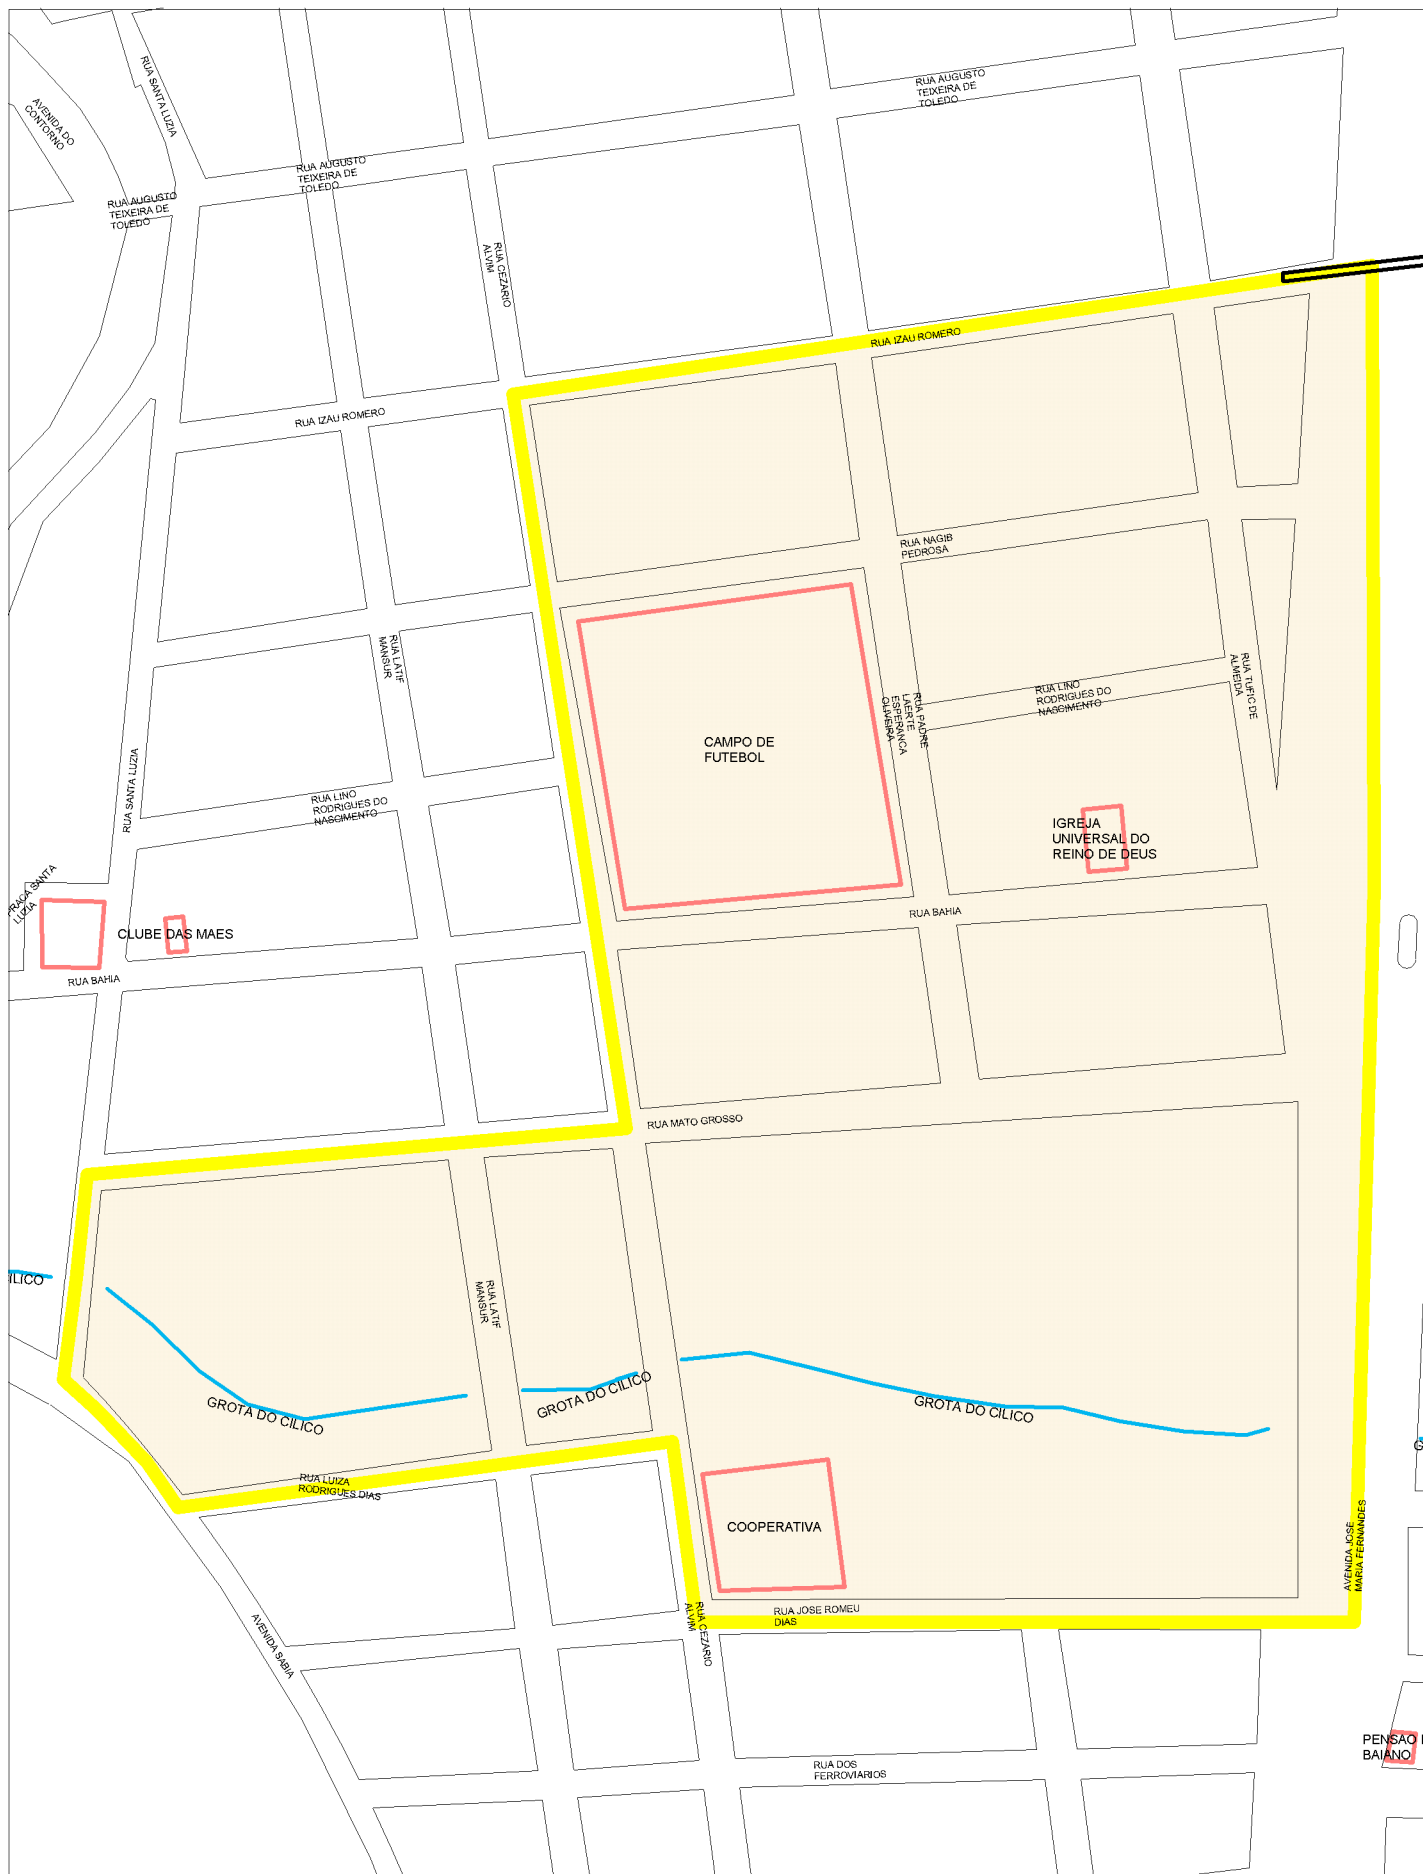 RUA SANTA LUZIA
AVENIDA DO
CONTORNO
RUA AUGUSTO
TEIXEIRA DE
TOLEDO
RUA AUGUSTO
TEIXEIRA DE
TOLEDO
RUA AUGUSTO
TEIXEIRA DE
TOLEDO
RUA CEZARIO
ALVIM
RUA IZAU ROMERO
RUA IZAU ROMERO
RUA NAGIB
PEDROSA
RUA LATIF
MANSUR
RUA TUFIC DE
ALMEIDA
RUA LINO
RODRIGUES DO
NASCIMENTO
RUA PADRE
LAERTE
ESPERANCA
OLIVEIRA
CAMPO DE
FUTEBOL
RUA SANTA LUZIA
RUA LINO
RODRIGUES DO
NASCIMENTO
IGREJA
UNIVERSAL DO
REINO DE DEUS
PRACA SANTA
LUZIA
CLUBE DAS MAES
RUA BAHIA
RUA BAHIA
RUA MATO GROSSO
ILICO
RUA LATIF
MANSUR
GROTA DO CILICO
GROTA DO CILICO
GROTA DO CILICO
G
RUA LUIZA
RODRIGUES DIAS
COOPERATIVA
AVENIDA JOSE
MARIA FERNANDES
RUA JOSE ROMEU
DIAS
RUA CEZARIO
ALVIM
AVENIDA SABIA
PENSAO
BAIANO
RUA DOS
FERROVIARIOS